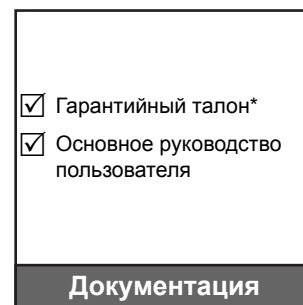 ☑ Гарантийный талон*
☑ Основное руководство
пользователя
Документация